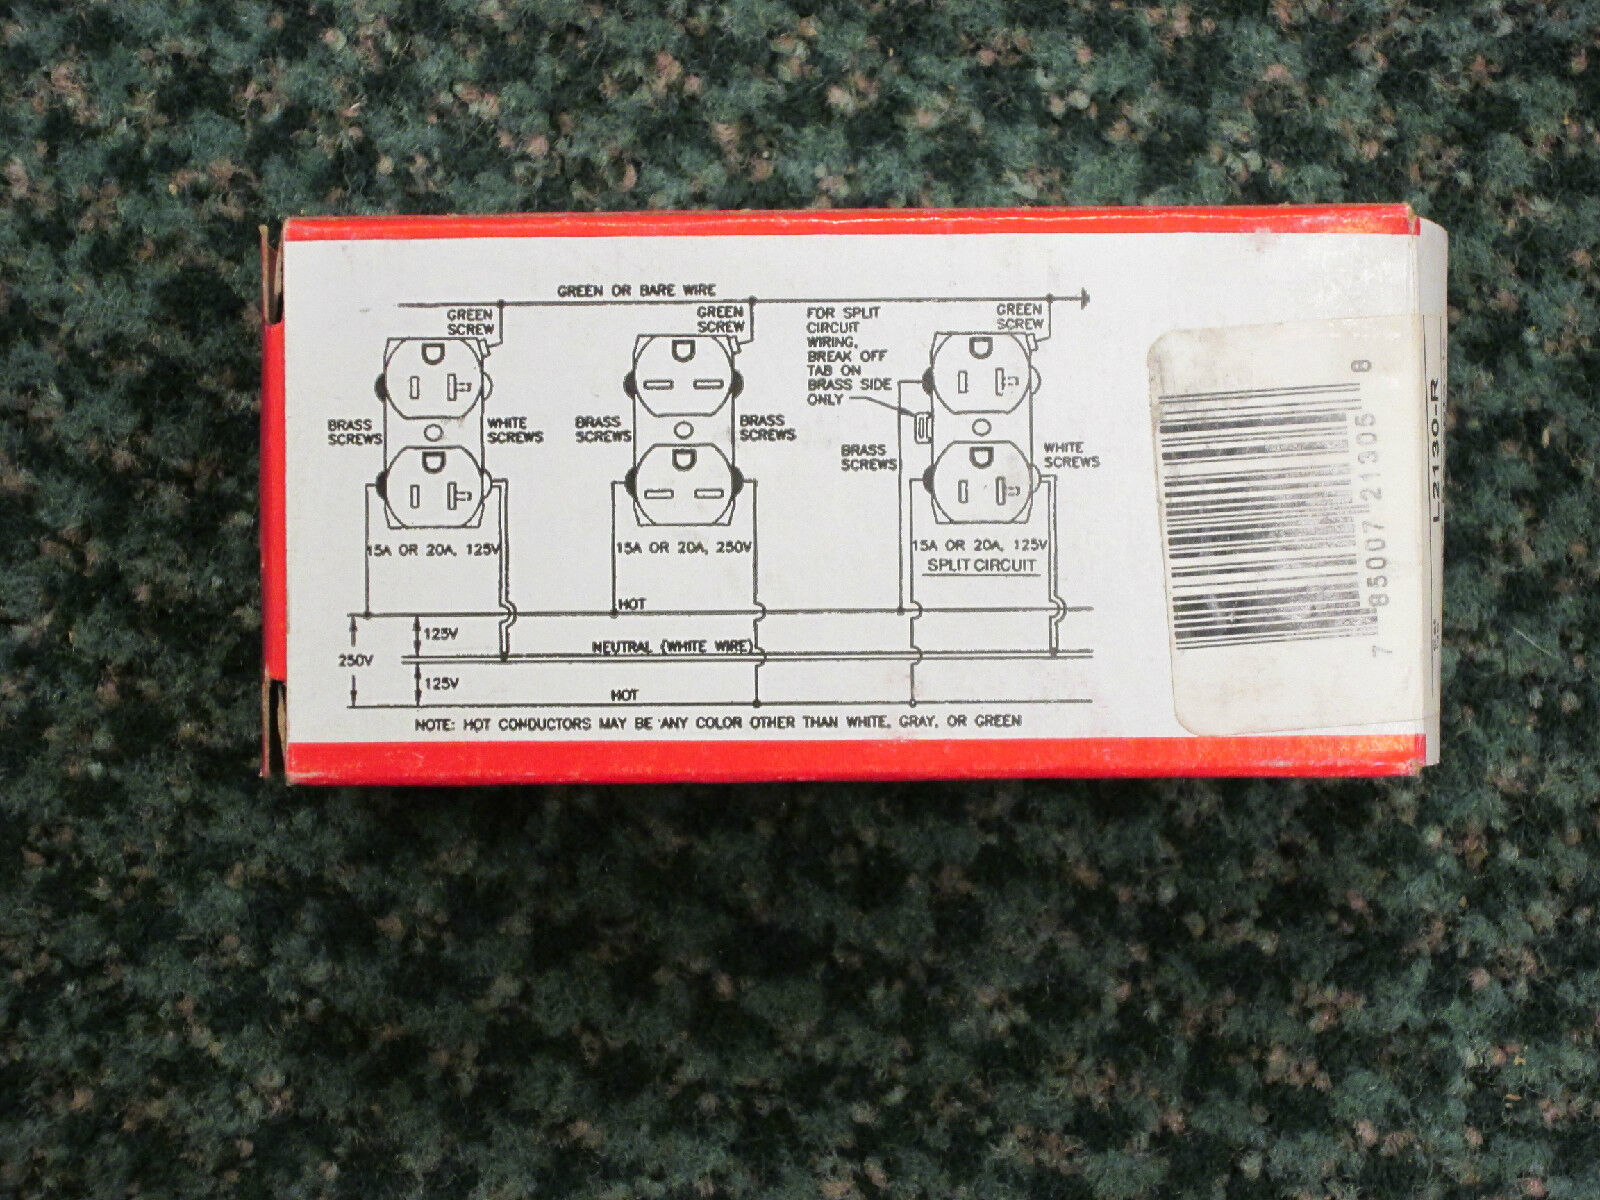 GREEN OR BARE WIRE
GREEN
SCREW
BRASS
SCREWS
WHITE
SCREWS
15A OR 20A, 125V
GREEN
SCREW
BRASS
SCREWS
BRASS
SCREWS
15A OR 20A, 250V
FOR SPLIT
CIRCUIT
WIRING,
BREAK OFF
TAB ON
BRASS SIDE
ONLY
GREEN
SCREW
BRASS
SCREWS
WHITE
SCREWS
15A OR 20A, 125V
SPLIT CIRCUIT
HOT
125V
250V
NEUTRAL (WHITE WIRE)
125V
HOT
NOTE: HOT CONDUCTORS MAY BE ANY COLOR OTHER THAN WHITE, GRAY, OR GREEN
7 85007 21305 8
L2130-R